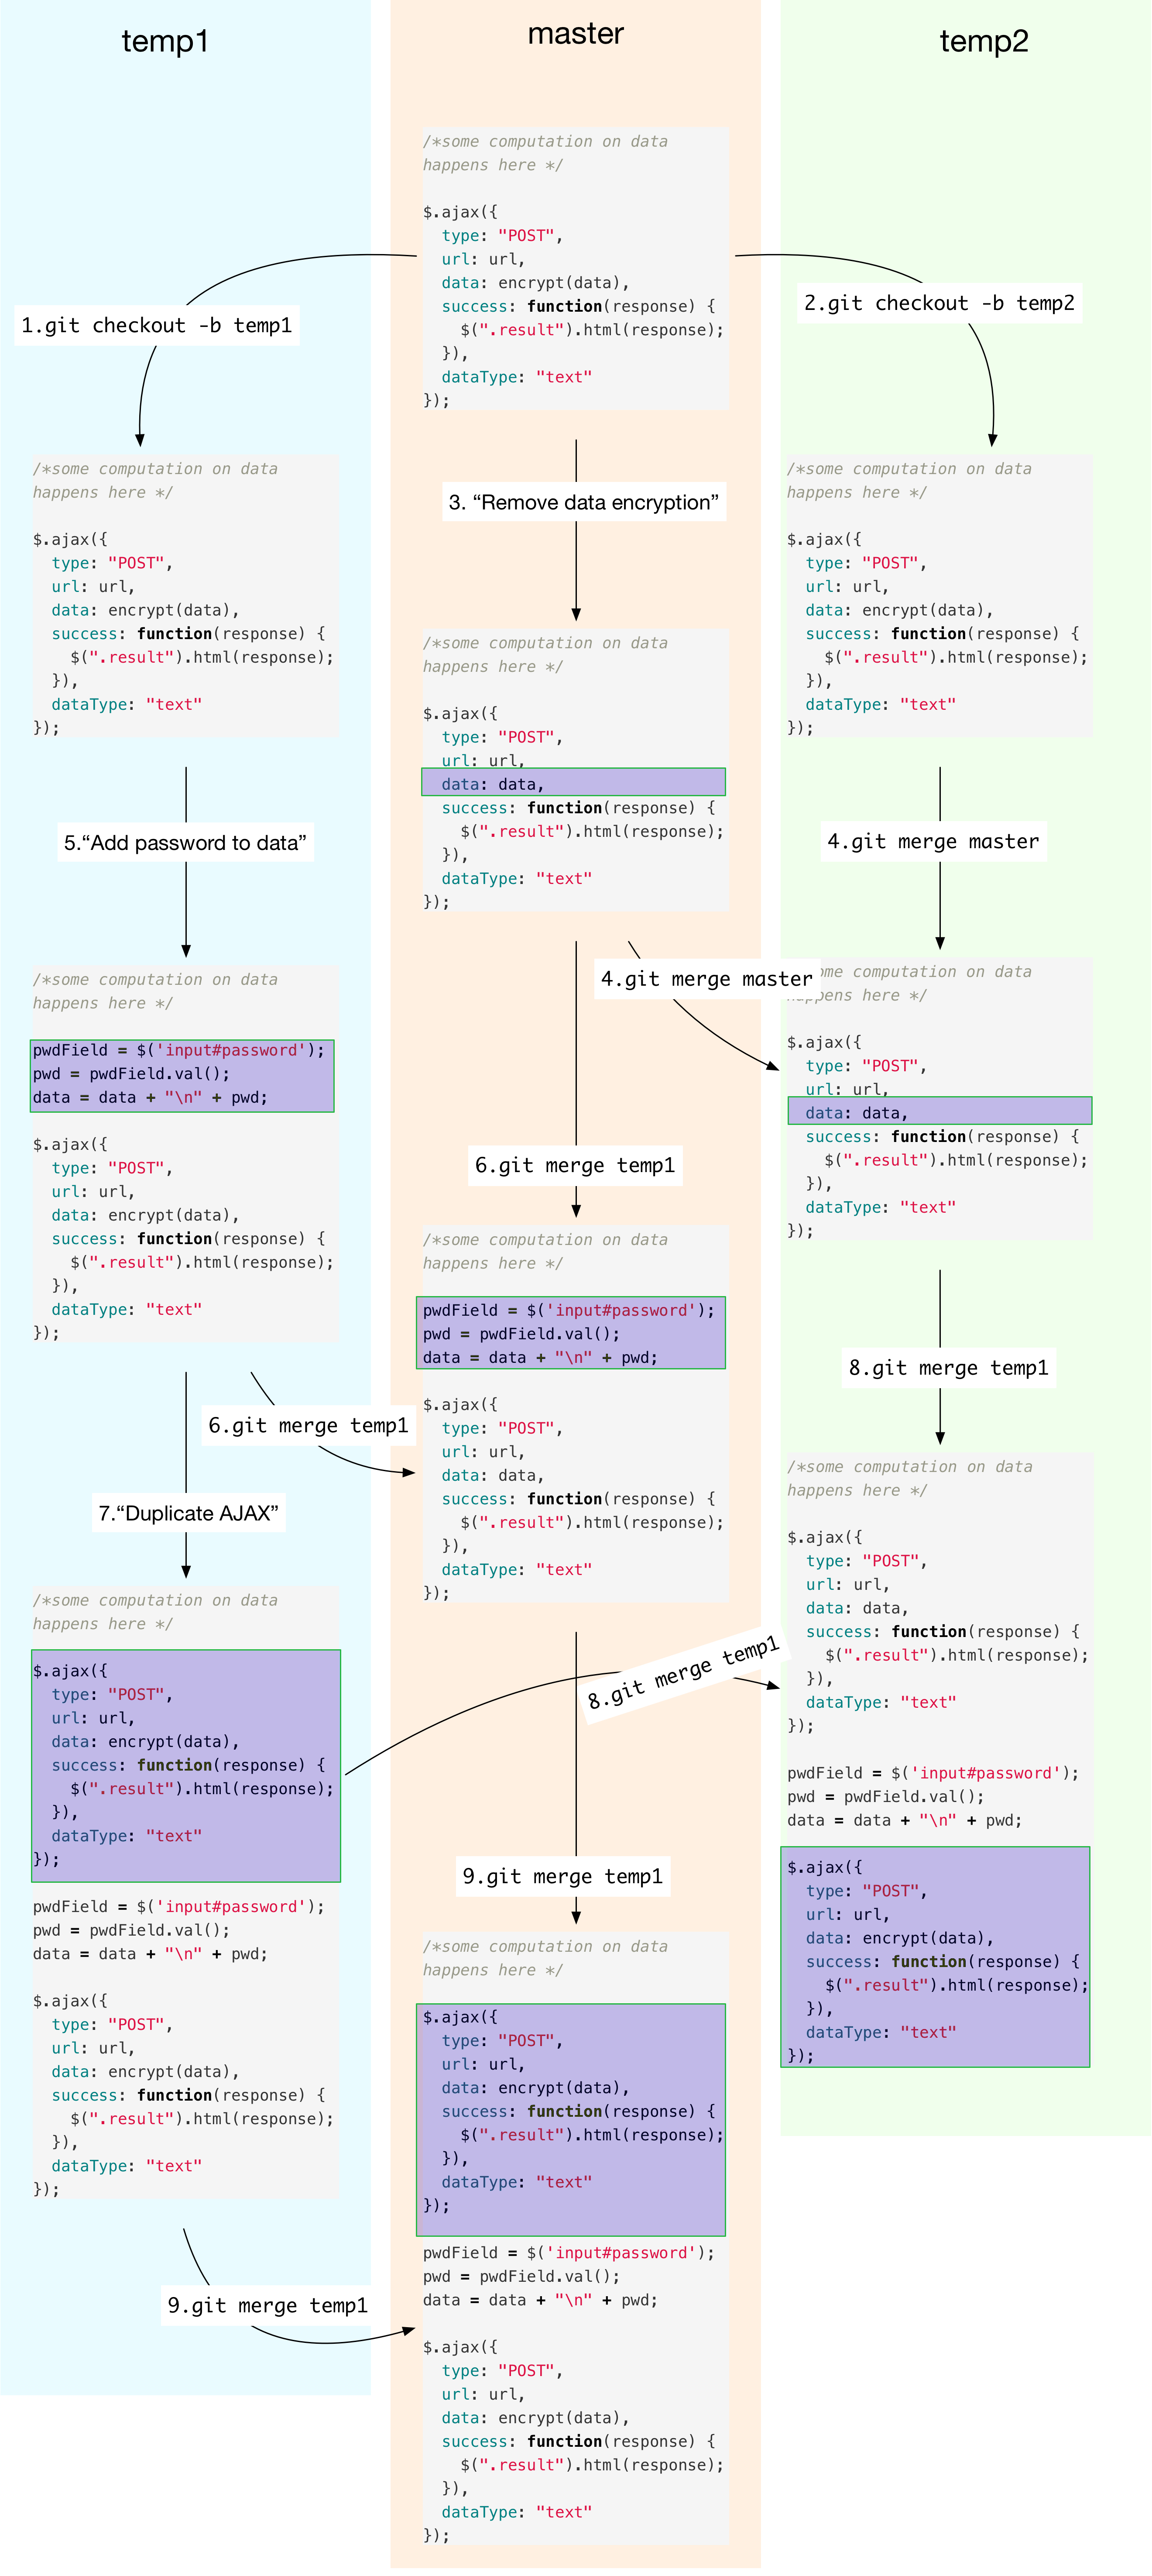 temp1
master
temp2
/*some computation on data
happens here */
$.ajax({
type: "POST",
url: url,
data: encrypt(data),
success: function(response) {
$(".result").html(response);
}),
dataType: "text"
});
1.git checkout -b temp1
2.git checkout -b temp2
3. “Remove data encryption”
/*some computation on data
happens here */
$.ajax({
type: "POST",
url: url,
data: encrypt(data),
success: function(response) {
$(".result").html(response);
}),
dataType: "text"
});
/*some computation on data
happens here */
$.ajax({
type: "POST",
url: url,
data: data,
success: function(response) {
$(".result").html(response);
}),
dataType: "text"
});
/*some computation on data
happens here */
$.ajax({
type: "POST",
url: url,
data: encrypt(data),
success: function(response) {
$(".result").html(response);
}),
dataType: "text"
});
5.“Add password to data”
4.git merge master
4.git merge master
/*some computation on data
happens here */
pwdField = $('input#password');
pwd = pwdField.val();
data = data + "\n" + pwd;
$.ajax({
type: "POST",
url: url,
data: encrypt(data),
success: function(response) {
$(".result").html(response);
}),
dataType: "text"
});
6.git merge temp1
/*some computation on data
happens here */
pwdField = $('input#password');
pwd = pwdField.val();
data = data + "\n" + pwd;
$.ajax({
type: "POST",
url: url,
data: data,
success: function(response) {
$(".result").html(response);
}),
dataType: "text"
});
some computation on data
happens here */
$.ajax({
type: "POST",
url: url,
data: data,
success: function(response) {
$(".result").html(response);
}),
dataType: "text"
});
6.git merge temp1
8.git merge temp1
7.“Duplicate AJAX”
/*some computation on data
happens here */
$.ajax({
type: "POST",
url: url,
data: encrypt(data),
success: function(response) {
$(".result").html(response);
}),
dataType: "text"
});
pwdField = $('input#password');
pwd = pwdField.val();
data = data + "\n" + pwd;
$.ajax({
type: "POST",
url: url,
data: encrypt(data),
success: function(response) {
$(".result").html(response);
}),
dataType: "text"
});
8.git merge temp1
/*some computation on data
happens here */
$.ajax({
type: "POST",
url: url,
data: data,
success: function(response) {
$(".result").html(response);
}),
dataType: "text"
});
pwdField = $('input#password');
pwd = pwdField.val();
data = data + "\n" + pwd;
$.ajax({
type: "POST",
url: url,
data: encrypt(data),
success: function(response) {
$(".result").html(response);
}),
dataType: "text"
});
9.git merge temp1
9.git merge temp1
/*some computation on data
happens here */
$.ajax({
type: "POST",
url: url,
data: encrypt(data),
success: function(response) {
$(".result").html(response);
}),
dataType: "text"
});
pwdField = $('input#password');
pwd = pwdField.val();
data = data + "\n" + pwd;
$.ajax({
type: "POST",
url: url,
data: encrypt(data),
success: function(response) {
$(".result").html(response);
}),
dataType: "text"
});